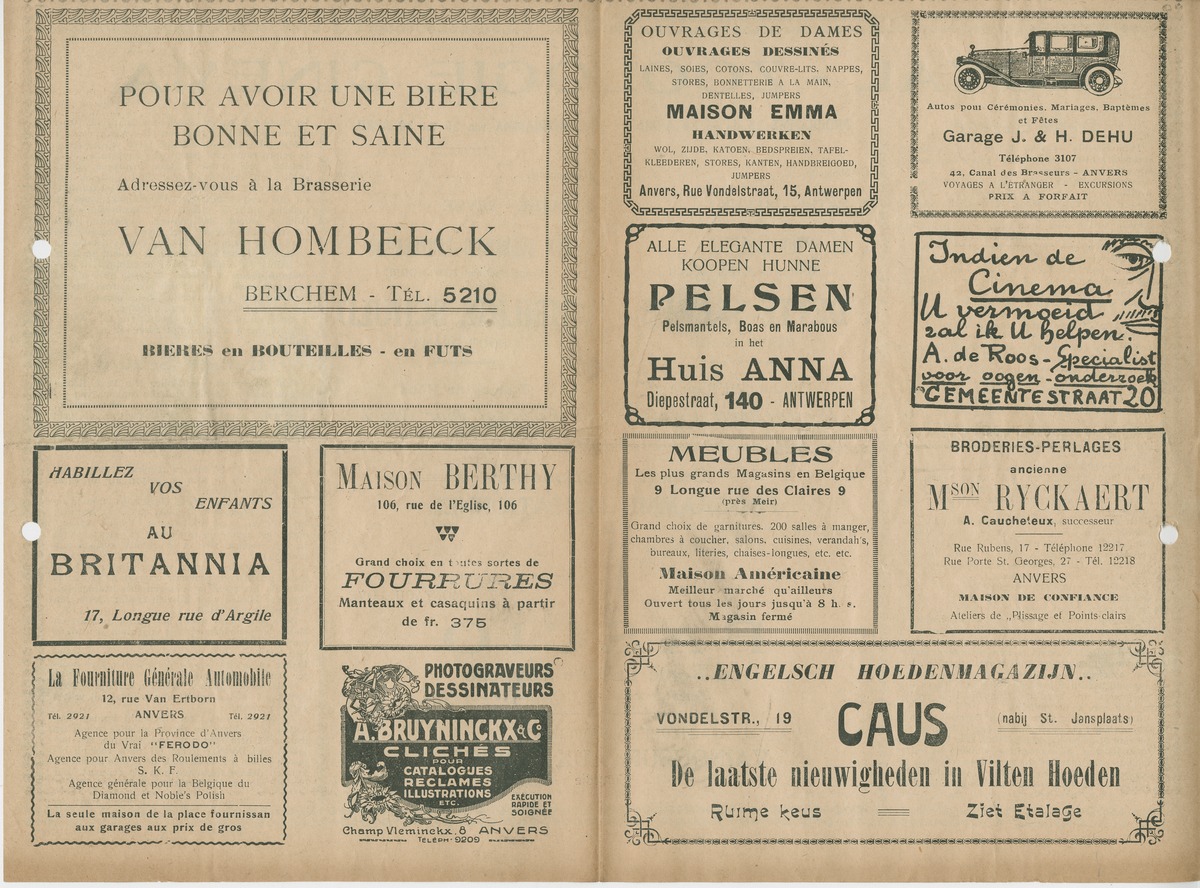 POUR AVOIR UNE BIÈRE
BONNE ET SAINE
Adressez-vous à la Brasserie
VAN HOMBEECK
BERCHEM - TÉL. 5210
BIERES en BOUTEILLES - en FUTS
HABILLEZ
VOS
ENFANTS
AU
BRITANNIA
17, Longue rue d'Argile
MAISON BERTHY
106, rue de l'Eglise, 106
Grand choix en toutes sortes de
FOURRURES
Manteaux et casaquins à partir
de fr. 375
La Fourniture Générale Automobile
12, rue Van Ertborn
Tél. 2921 ANVERS Tél. 2921
Agence pour la Province d'Anvers
du Vrai "FERODO"
Agence pour Anvers des Roulements à billes
S. K. F.
Agence générale pour la Belgique du
Diamond et Noble's Polish
La seule maison de la place fournissan
aux garages aux prix de gros
PHOTOGRAVEURS
DESSINATEURS
A. BRUYNINCKX & Co
CLICHÉS
POUR
CATALOGUES
RÉCLAMES
ILLUSTRATIONS
ETC.
EXÉCUTION
RAPIDE ET
SOIGNÉE
Champ Vleminckx. 8 ANVERS
TELEPH-9209
OUVRAGES DE DAMES
OUVRAGES DESSINÉS
LAINES, SOIES, COTONS, COUVRE-LITS, NAPPES,
STORES, BONNETTERIE A LA MAIN,
DENTELLES, JUMPERS
MAISON EMMA
HANDWERKEN
WOL, ZIJDE, KATOEN, BEDSPREIEN, TAFEL-
KLEEDEREN, STORES, KANTEN, HANDBREIGOED,
JUMPERS
Anvers, Rue Vondelstraat, 15, Antwerpen
Autos pour Cérémonies, Mariages, Baptèmes
et Fêtes
Garage J. & H. DEHU
Téléphone 3107
42, Canal des Brasseurs - ANVERS
VOYAGES A L'ÉTRANGER - EXCURSIONS
PRIX A FORFAIT
ALLE ELEGANTE DAMEN
KOOPEN HUNNE
PELSEN
Pelsmantels, Boas en Marabous
in het
Huis ANNA
Diepestraat, 140 - ANTWERPEN
Indien de
Cinema
U vermoeid
zal ik U helpen.
A. de Roos - Specialist
voor oogen-onderzoek
GEMEENTESTRAAT 20
MEUBLES
Les plus grands Magasins en Belgique
9 Longue rue des Claires 9
(près Meir)
Grand choix de garnitures. 200 salles à manger,
chambres à coucher, salons, cuisines, verandah's,
bureaux, literies, chaises-longues, etc. etc.
Maison Américaine
Meilleur marché qu'ailleurs
Ouvert tous les jours jusqu'à 8 h. s.
Magasin fermé
BRODERIES-PERLAGES
ancienne
MSON RYCKAERT
A. Caucheteux, successeur
Rue Rubens, 17 - Téléphone 12217
Rue Porte St. Georges, 27 - Tél. 12218
ANVERS
MAISON DE CONFIANCE
Ateliers de „Plissage et Points-clairs
..ENGELSCH HOEDENMAGAZIJN..
VONDELSTR., 19 CAUS (nabij St. Jansplaats)
De laatste nieuwigheden in Vilten Hoeden
Ruime keus Ziet Etalage